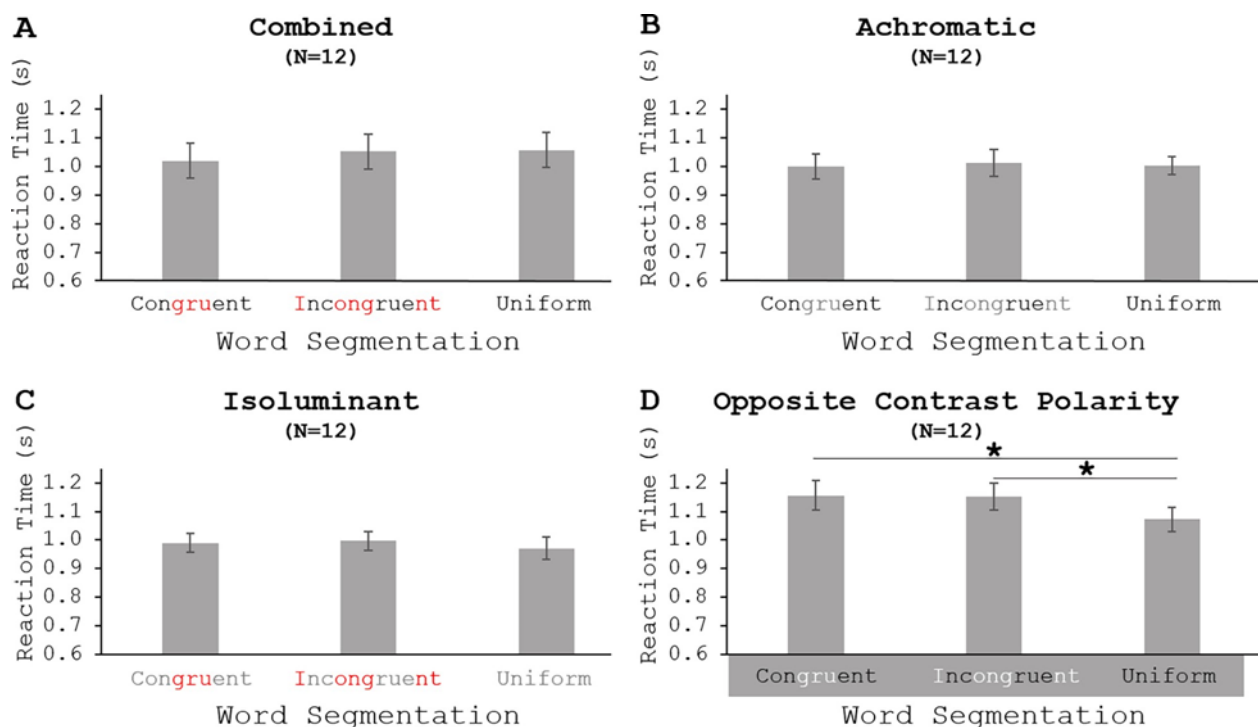 A
Combined
(N=12)
Reaction Time (s)
1.2
1.1
1.0
0.9
0.8
0.7
0.6
Congruent Incongruent Uniform
Word Segmentation
B
Achromatic
(N=12)
Reaction Time (s)
1.2
1.1
1.0
0.9
0.8
0.7
0.6
Congruent Incongruent Uniform
Word Segmentation
C
Isoluminant
(N=12)
Reaction Time (s)
1.2
1.1
1.0
0.9
0.8
0.7
0.6
Congruent Incongruent Uniform
Word Segmentation
D
Opposite Contrast Polarity
(N=12)
Reaction Time (s)
*
*
1.2
1.1
1.0
0.9
0.8
0.7
0.6
Congruent Incongruent Uniform
Word Segmentation